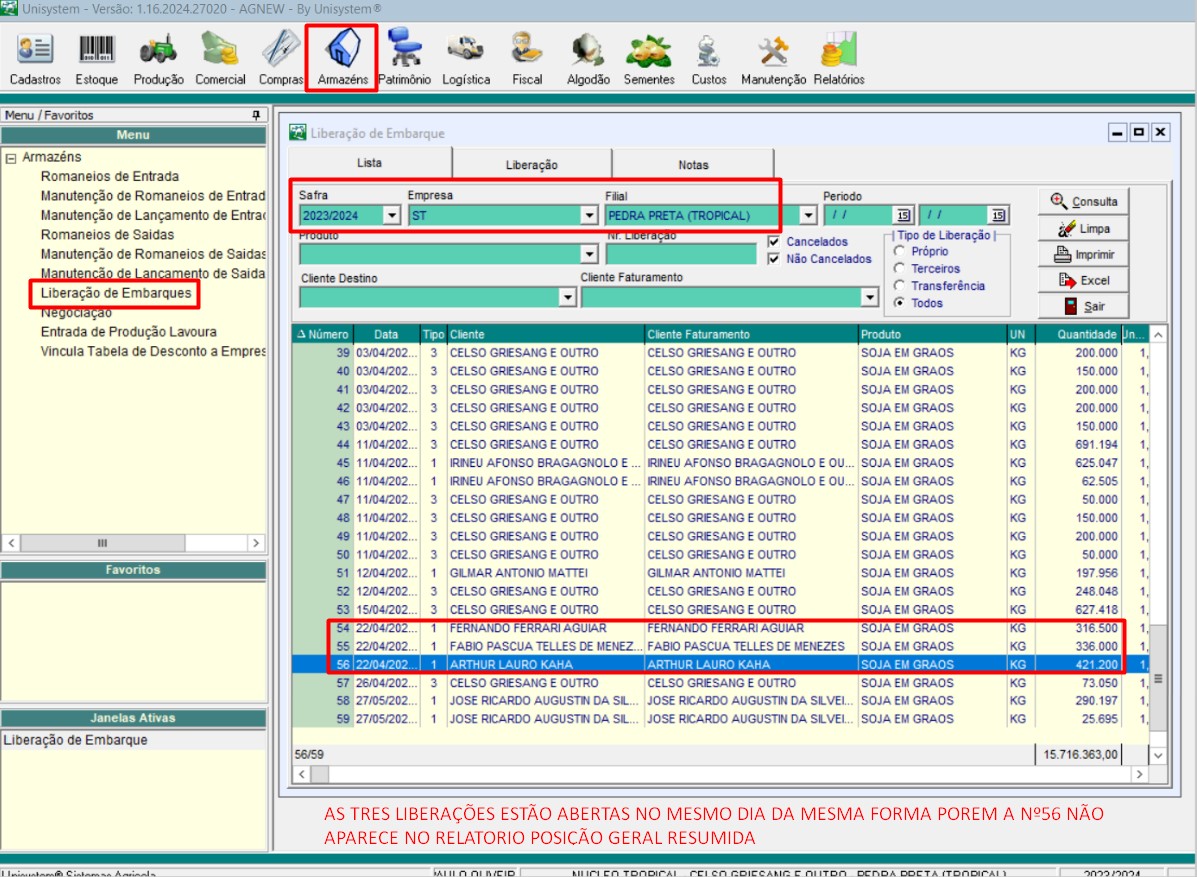 Unisystem - Versão: 1.16.2024.27020 - AGNEW - By Unisystem®
Cadastros Estoque Produção Comercial Compras Armazéns Patrimônio Logística Fiscal Algodão Sementes Custos Manutenção Relatórios
Menu / Favoritos
Menu
Armazéns
Romaneios de Entrada
Manutenção de Romaneios de Entrad
Manutenção de Lançamento de Entrac
Romaneios de Saidas
Manutenção de Romaneios de Saidas
Manutenção de Lancamento de Saida
Liberação de Embarques
Negociação
Entrada de Produção Lavoura
Vincula Tabela de Desconto a Empres
Favoritos
Janelas Ativas
Liberação de Embarque
Liberação de Embarque
Lista Liberação Notas
Safra Empresa Filial Periodo
2023/2024 ST PEDRA PRETA (TROPICAL) / / 15 / / 15
Produto Nr. Liberação
Cancelados
Não Cancelados
Cliente Destino Cliente Faturamento
Tipo de Liberação
Próprio
Terceiros
Transferência
Todos
Consulta
Limpa
Imprimir
Excel
Sair
Número Data Tipo Cliente Cliente Faturamento Produto UN Quantidade Un...
39 03/04/202... 3 CELSO GRIESANG E OUTRO CELSO GRIESANG E OUTRO SOJA EM GRAOS KG 200.000 1,
40 03/04/202... 3 CELSO GRIESANG E OUTRO CELSO GRIESANG E OUTRO SOJA EM GRAOS KG 150.000 1,
41 03/04/202... 3 CELSO GRIESANG E OUTRO CELSO GRIESANG E OUTRO SOJA EM GRAOS KG 200.000 1,
42 03/04/202... 3 CELSO GRIESANG E OUTRO CELSO GRIESANG E OUTRO SOJA EM GRAOS KG 200.000 1,
43 03/04/202... 3 CELSO GRIESANG E OUTRO CELSO GRIESANG E OUTRO SOJA EM GRAOS KG 150.000 1,
44 11/04/202... 3 CELSO GRIESANG E OUTRO CELSO GRIESANG E OUTRO SOJA EM GRAOS KG 691.194 1,
45 11/04/202... 1 IRINEU AFONSO BRAGAGNOLO E ... IRINEU AFONSO BRAGAGNOLO E OU... SOJA EM GRAOS KG 625.047 1,
46 11/04/202... 1 IRINEU AFONSO BRAGAGNOLO E ... IRINEU AFONSO BRAGAGNOLO E OU... SOJA EM GRAOS KG 62.505 1,
47 11/04/202... 3 CELSO GRIESANG E OUTRO CELSO GRIESANG E OUTRO SOJA EM GRAOS KG 50.000 1,
48 11/04/202... 3 CELSO GRIESANG E OUTRO CELSO GRIESANG E OUTRO SOJA EM GRAOS KG 150.000 1,
49 11/04/202... 3 CELSO GRIESANG E OUTRO CELSO GRIESANG E OUTRO SOJA EM GRAOS KG 200.000 1,
50 11/04/202... 3 CELSO GRIESANG E OUTRO CELSO GRIESANG E OUTRO SOJA EM GRAOS KG 50.000 1,
51 12/04/202... 1 GILMAR ANTONIO MATTEI GILMAR ANTONIO MATTEI SOJA EM GRAOS KG 197.956 1,
52 12/04/202... 3 CELSO GRIESANG E OUTRO CELSO GRIESANG E OUTRO SOJA EM GRAOS KG 248.048 1,
53 15/04/202... 3 CELSO GRIESANG E OUTRO CELSO GRIESANG E OUTRO SOJA EM GRAOS KG 627.418 1,
54 22/04/202... 1 FERNANDO FERRARI AGUIAR FERNANDO FERRARI AGUIAR SOJA EM GRAOS KG 316.500 1,
55 22/04/202... 1 FABIO PASCUA TELLES DE MENEZ... FABIO PASCUA TELLES DE MENEZES SOJA EM GRAOS KG 336.000 1,
56 22/04/202... 1 ARTHUR LAURO KAHA ARTHUR LAURO KAHA SOJA EM GRAOS KG 421.200 1,
57 26/04/202... 3 CELSO GRIESANG E OUTRO CELSO GRIESANG E OUTRO SOJA EM GRAOS KG 73.050 1,
58 27/05/202... 1 JOSE RICARDO AUGUSTIN DA SIL... JOSE RICARDO AUGUSTIN DA SILVEI... SOJA EM GRAOS KG 290.197 1,
59 27/05/202... 1 JOSE RICARDO AUGUSTIN DA SIL... JOSE RICARDO AUGUSTIN DA SILVEI... SOJA EM GRAOS KG 25.695 1,
56/59 15.716.363,00
AS TRES LIBERAÇÕES ESTÃO ABERTAS NO MESMO DIA DA MESMA FORMA POREM A Nº56 NÃO
APARECE NO RELATORIO POSIÇÃO GERAL RESUMIDA
Unisystem® Sistemas Agricola NUCLEO TROPICAL - CELSO GRIESANG E OUTRO - PEDRA PRETA (TROPICAL) 2023/2024